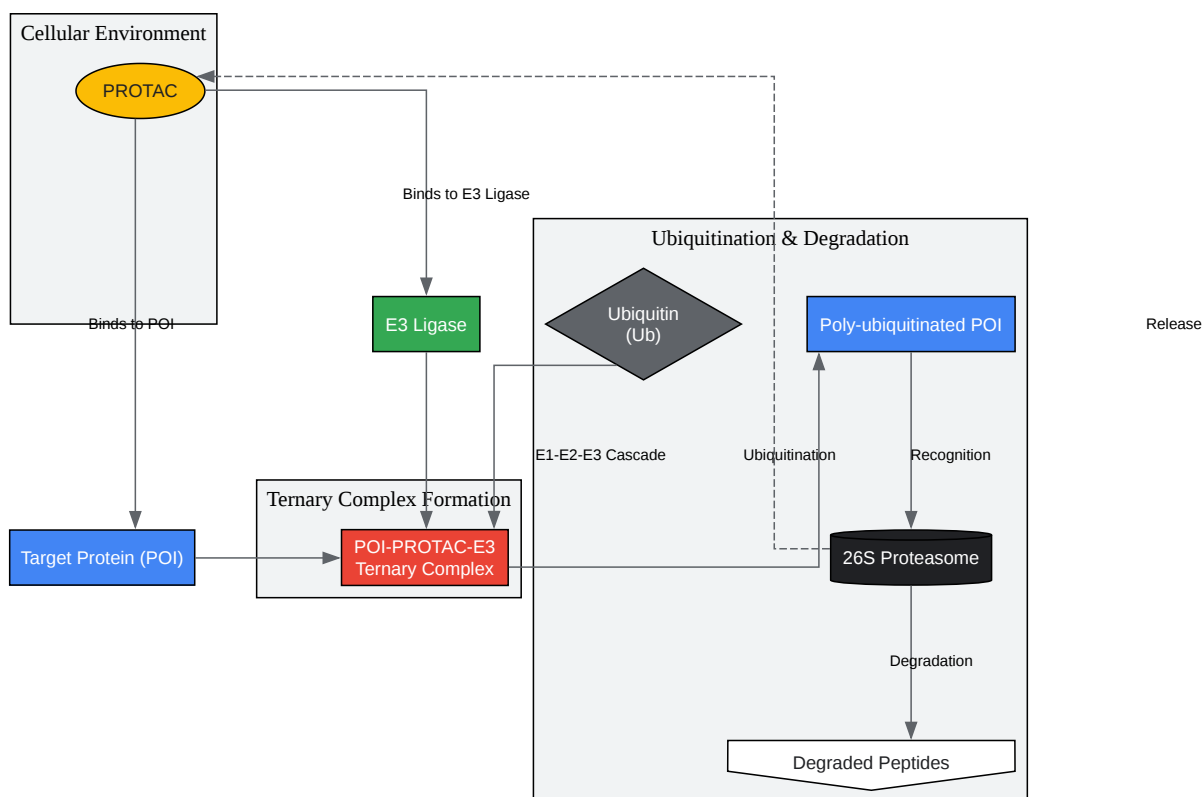 Cellular Environment
PROTAC
Binds to E3 Ligase
Ubiquitination & Degradation
Binds to POI
E3 Ligase
Ubiquitin
(Ub)
Poly-ubiquitinated POI
Release
E1-E2-E3 Cascade
Ubiquitination
Recognition
Ternary Complex Formation
Target Protein (POI)
POI-PROTAC-E3
Ternary Complex
26S Proteasome
Degradation
Degraded Peptides